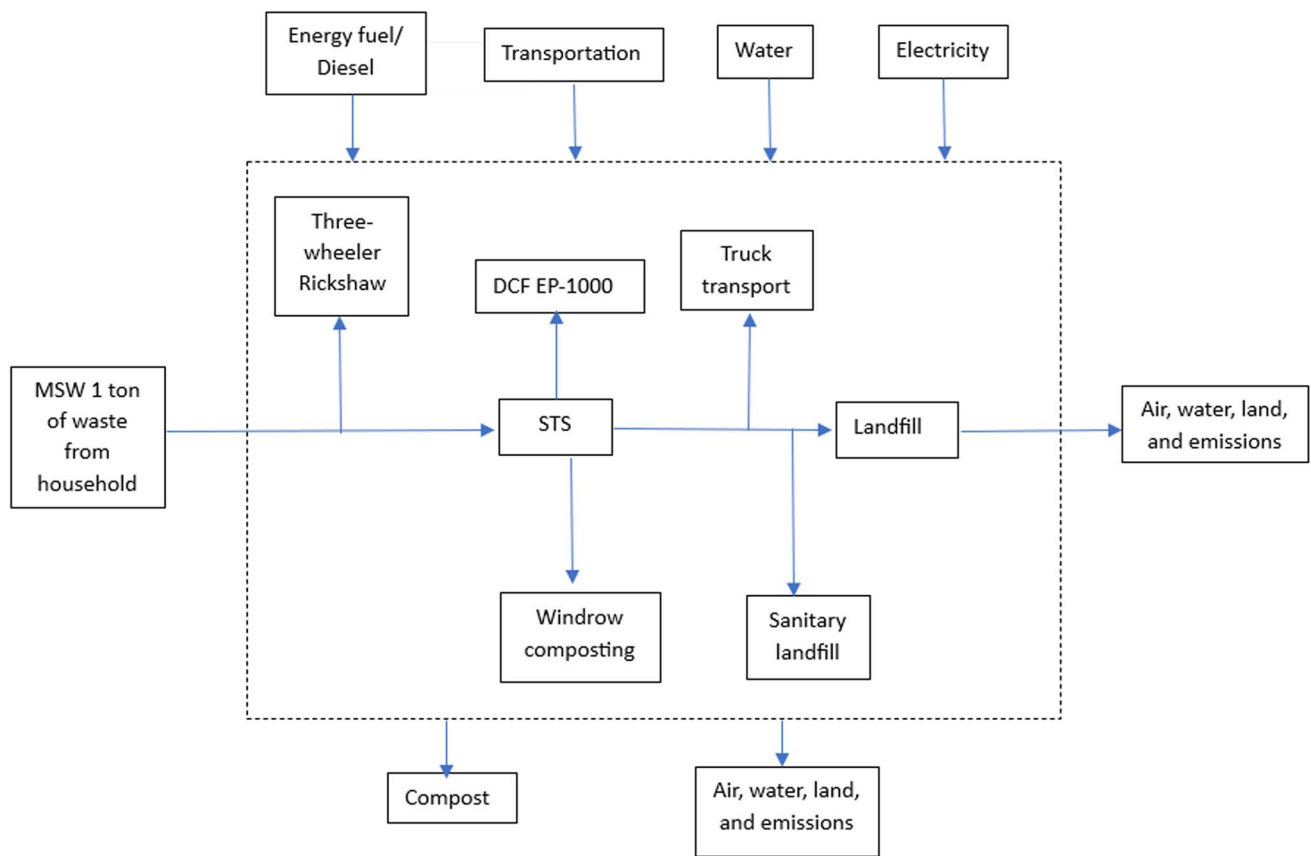 Energy fuel/
Diesel
Transportation
Water
Electricity
Three-
wheeler
Rickshaw
DCF EP-1000
Truck
transport
MSW 1 ton
of waste
from
household
STS
Landfill
Air, water, land,
and emissions
Windrow
composting
Sanitary
landfill
Compost
Air, water, land,
and emissions